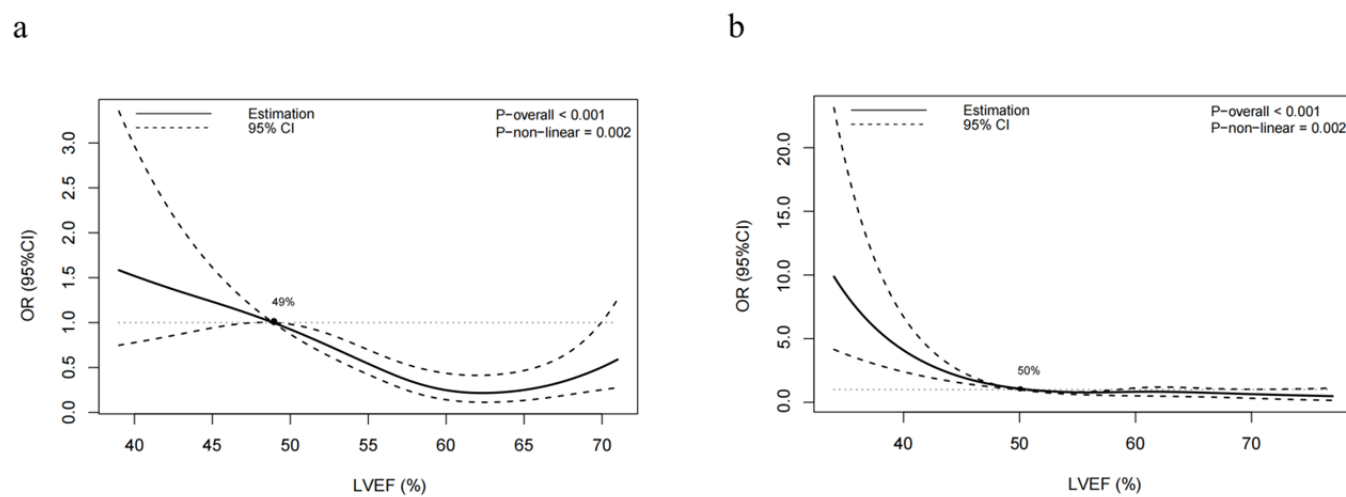 a
Estimation
95% CI
P-overall < 0.001
P-non-linear = 0.002
OR (95%CI)
3.0
2.5
2.0
1.5
1.0
0.5
0.0
49%
40 45 50 55 60 65 70
LVEF (%)
b
Estimation
95% CI
P-overall < 0.001
P-non-linear = 0.002
OR (95%CI)
20.0
15.0
10.0
5.0
0.0
50%
40 50 60 70
LVEF (%)